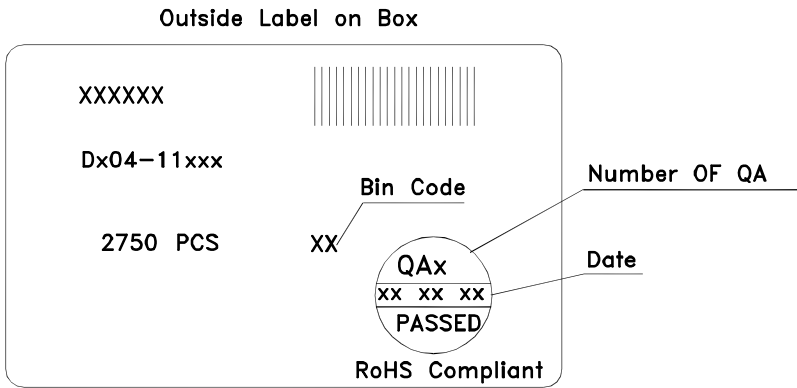 Outside Label on Box
XXXXXX
Dx04-11xxx
Number OF QA
Bin Code
2750 PCS
XX
QAx
Date
xx xx xx
PASSED
RoHS Compliant